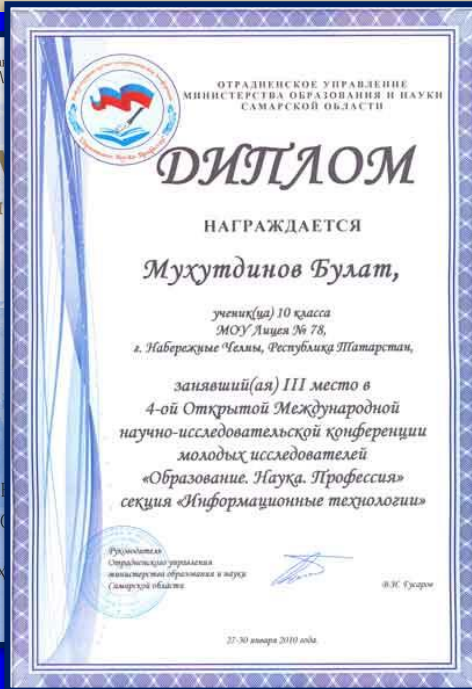 ОТРАДНЕНСКОЕ УПРАВЛЕНИЕ
МИНИСТЕРСТВА ОБРАЗОВАНИЯ И НАУКИ
САМАРСКОЙ ОБЛАСТИ
ДИПЛОМ
НАГРАЖДАЕТСЯ
Мухутдинов Булат,
ученик(ца) 10 класса
МОУ Лицея № 78,
г. Набережные Челны, Республика Татарстан,
занявший(ая) III место в
4-ой Открытой Международной
научно-исследовательской конференции
молодых исследователей
«Образование. Наука. Профессия»
секция «Информационные технологии»
Руководитель
Отрадненского управления
министерства образования и науки
Самарской области
27-30 января 2010 года